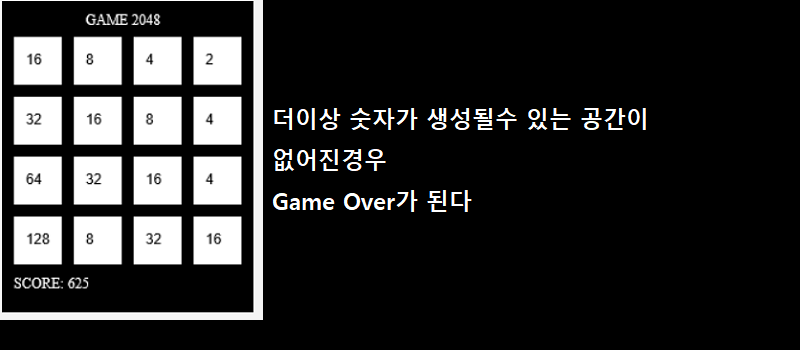 GAME 2048
16 8 4 2
32 16 8 4
64 32 16 4
128 8 32 16
SCORE: 625
더이상 숫자가 생성될수 있는 공간이
없어진경우
Game Over가 된다